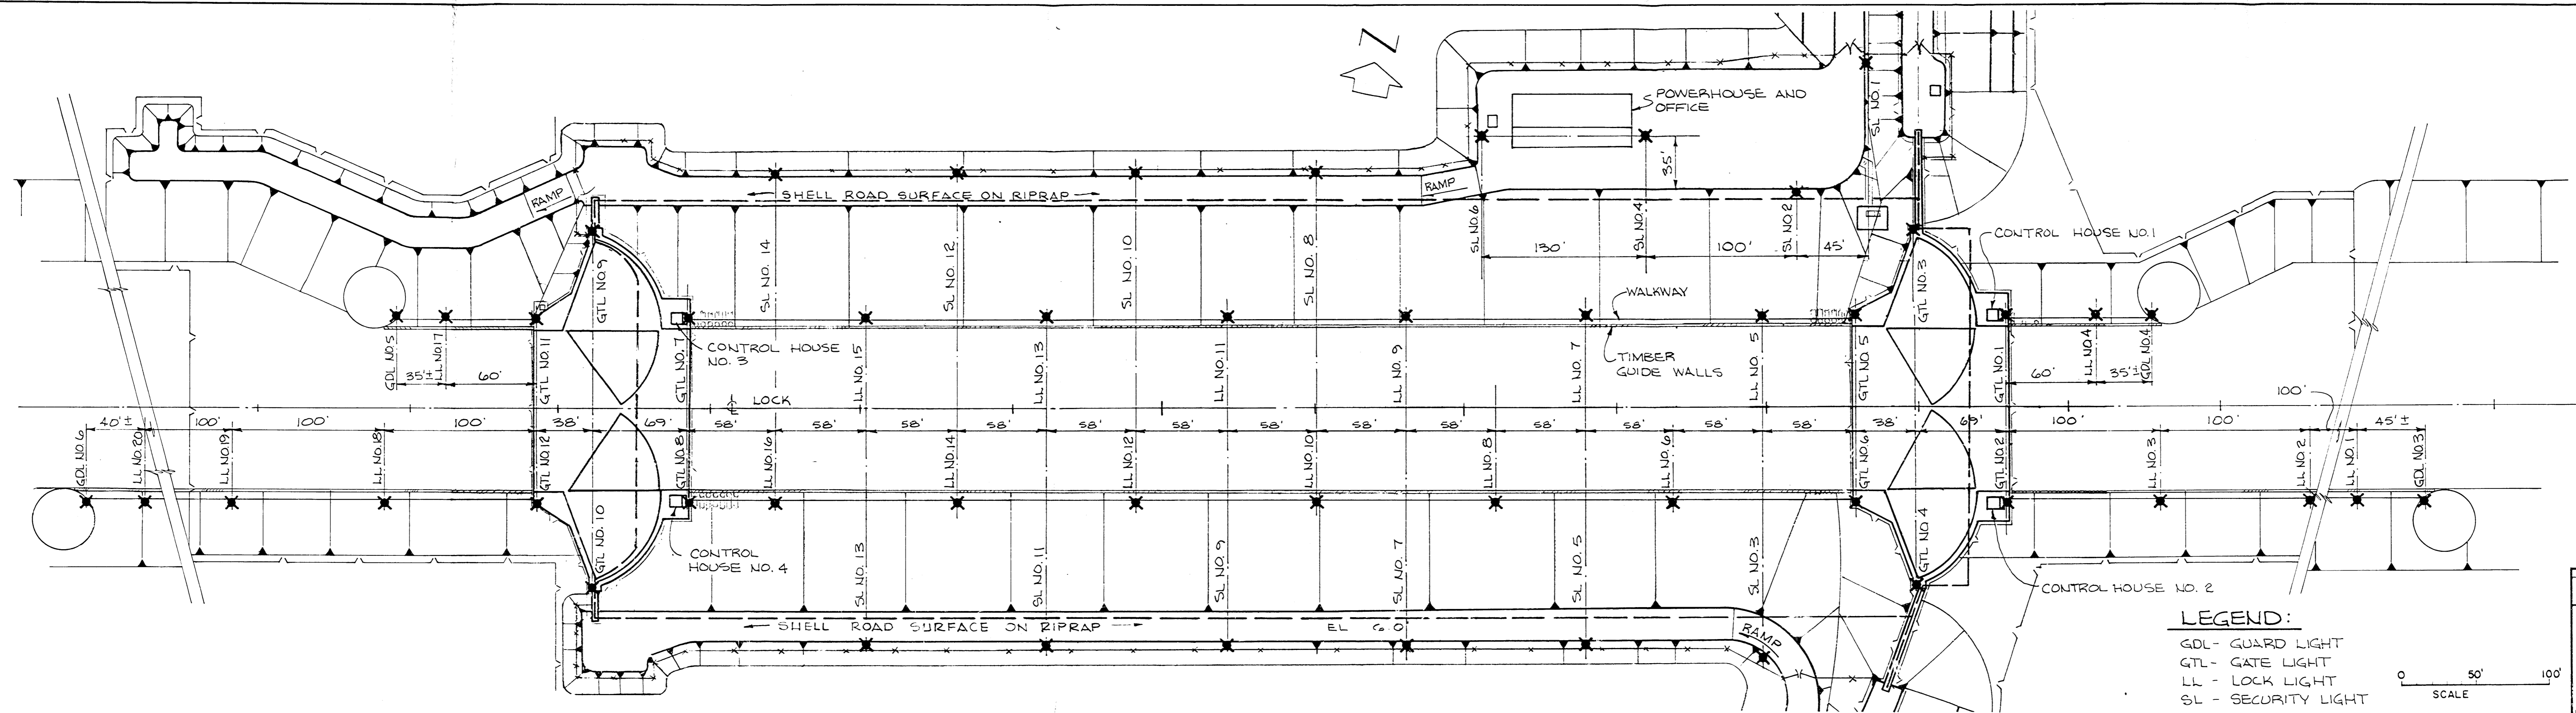 N
POWERHOUSE AND
OFFICE
SL NO. 1
35'
RAMP
← SHELL ROAD SURFACE ON RIPRAP →
RAMP
SL NO. 14
SL NO. 12
SL NO. 10
SL NO. 8
SL NO. 6
SL NO. 4
SL NO. 2
130'
100'
45'
GTL NO. 9
GTL NO. 3
CONTROL HOUSE NO. 1
WALKWAY
TIMBER
GUIDE WALLS
CONTROL HOUSE
NO. 3
GDL NO. 5
LL NO. 17
GTL NO. 11
GTL NO. 7
LL NO. 15
LL NO. 13
LL NO. 11
LL NO. 9
LL NO. 7
LL NO. 5
GTL NO. 5
GTL NO. 1
LL NO. 4
GDL NO. 4
35'±
60'
60'
35'±
℄ LOCK
100'
40'±
100'
100'
100'
38'
69'
58'
58'
58'
58'
58'
58'
58'
58'
58'
58'
58'
58'
58'
38'
69'
100'
100'
45'±
GDL NO. 6
LL NO. 20
LL NO. 19
LL NO. 18
GTL NO. 12
GTL NO. 8
LL NO. 16
LL NO. 14
LL NO. 12
LL NO. 10
LL NO. 8
LL NO. 6
GTL NO. 6
GTL NO. 2
LL NO. 3
LL NO. 2
LL NO. 1
GDL NO. 3
GTL NO. 10
GTL NO 4
CONTROL
HOUSE NO. 4
SL NO. 13
SL NO. 11
SL NO. 9
SL NO. 7
SL NO. 5
SL NO. 3
CONTROL HOUSE NO. 2
← SHELL ROAD SURFACE ON RIPRAP →
EL 6.0
RAMP
LEGEND:
GDL - GUARD LIGHT
GTL - GATE LIGHT
LL - LOCK LIGHT
SL - SECURITY LIGHT
0 50' 100'
SCALE